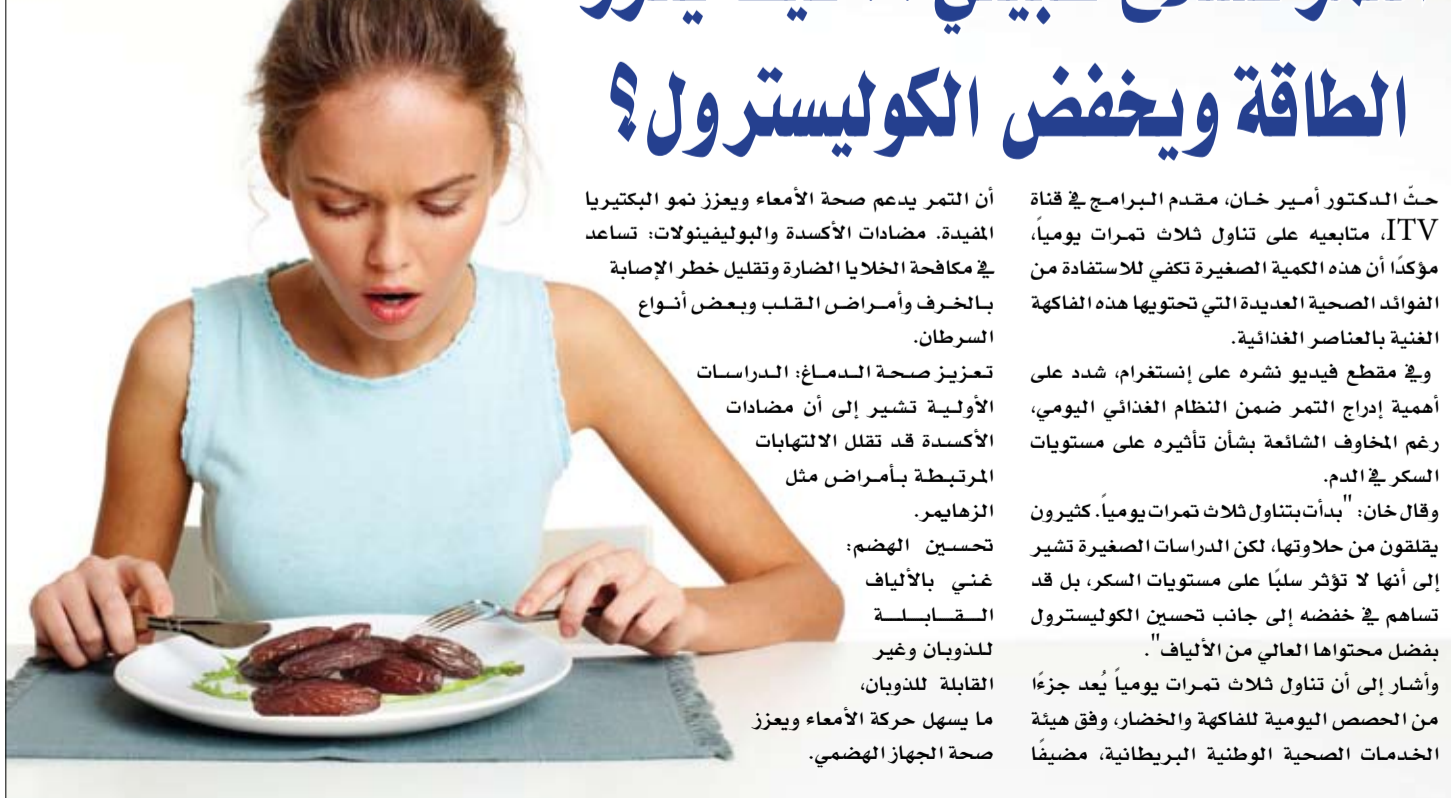 الطاقة ويخفض الكوليسترول؟
حثّ الدكتور أمير خان، مقدم البرامج في قناة
ITV، متابعيه على تناول ثلاث تمرات يومياً،
مؤكدًا أن هذه الكمية الصغيرة تكفي للاستفادة من
الفوائد الصحية العديدة التي تحتويها هذه الفاكهة
الغنية بالعناصر الغذائية.
وفي مقطع فيديو نشره على إنستغرام، شدد على
أهمية إدراج التمر ضمن النظام الغذائي اليومي،
رغم المخاوف الشائعة بشأن تأثيره على مستويات
السكر في الدم.
وقال خان: "بدأت بتناول ثلاث تمرات يومياً. كثيرون
يقلقون من حلاوتها، لكن الدراسات الصغيرة تشير
إلى أنها لا تؤثر سلبًا على مستويات السكر، بل قد
تساهم في خفضه إلى جانب تحسين الكوليسترول
بفضل محتواها العالي من الألياف".
وأشار إلى أن تناول ثلاث تمرات يومياً يُعد جزءًا
من الحصص اليومية للفاكهة والخضار، وفق هيئة
الخدمات الصحية الوطنية البريطانية، مضيفًا
أن التمر يدعم صحة الأمعاء ويعزز نمو البكتيريا
المفيدة. مضادات الأكسدة والبوليفينولات: تساعد
في مكافحة الخلايا الضارة وتقليل خطر الإصابة
بالخرف وأمراض القلب وبعض أنواع
السرطان.
تعزيز صحة الدماغ: الدراسات
الأولية تشير إلى أن مضادات
الأكسدة قد تقلل الالتهابات
المرتبطة بأمراض مثل
الزهايمر.
تحسين الهضم:
غني بالألياف
القابلة
للذوبان وغير
القابلة للذوبان،
ما يسهل حركة الأمعاء ويعزز
صحة الجهاز الهضمي.